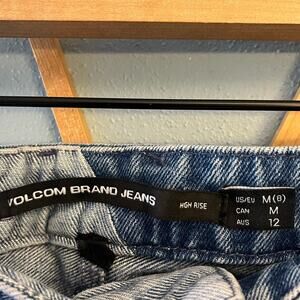 VOLCOM BRAND JEANS
HIGH RISE
US/EU M(8)
CAN M
AUS 12